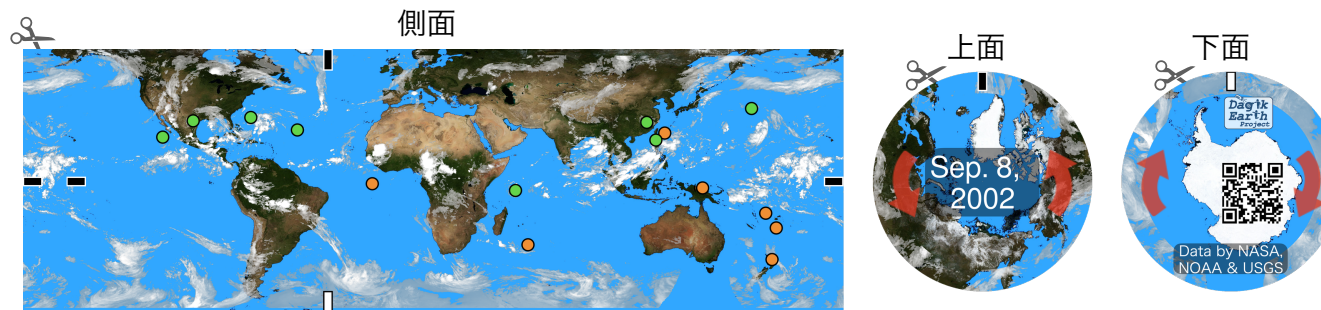 側面
上面
下面
Sep. 8,
2002
Dagik
Earth
Project
Data by NASA,
NOAA & USGS